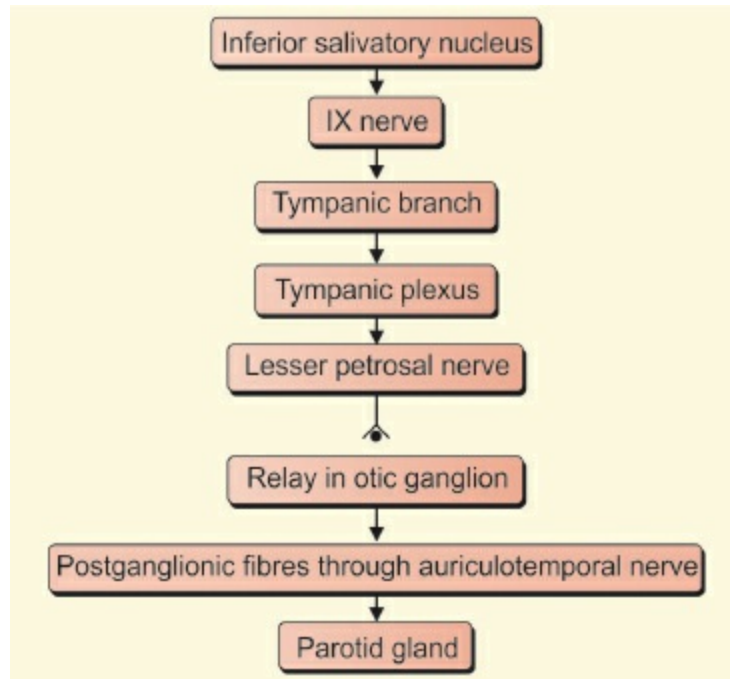 Inferior salivatory nucleus
IX nerve
Tympanic branch
Tympanic plexus
Lesser petrosal nerve
Relay in otic ganglion
Postganglionic fibres through auriculotemporal nerve
Parotid gland